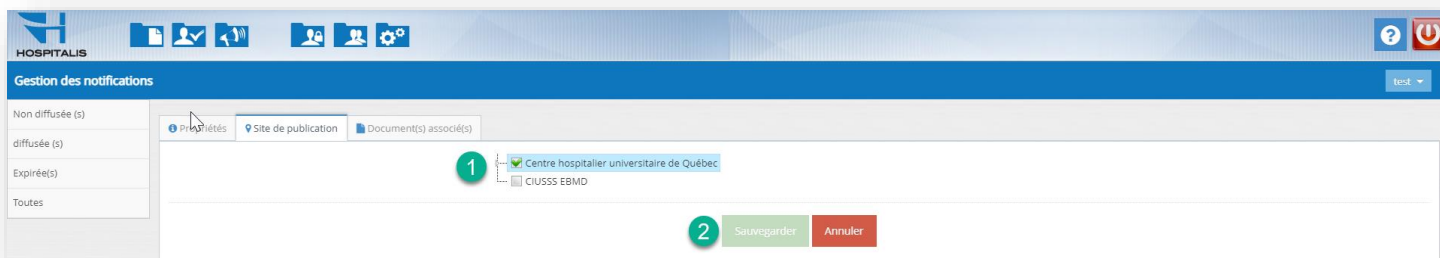 HOSPITALIS
Gestion des notifications
test
Non diffusée (s)
diffusée (s)
Expirée(s)
Toutes
Propriétés
Site de publication
Document(s) associé(s)
1
Centre hospitalier universitaire de Québec
CIUSSS EBMD
2
Sauvegarder
Annuler